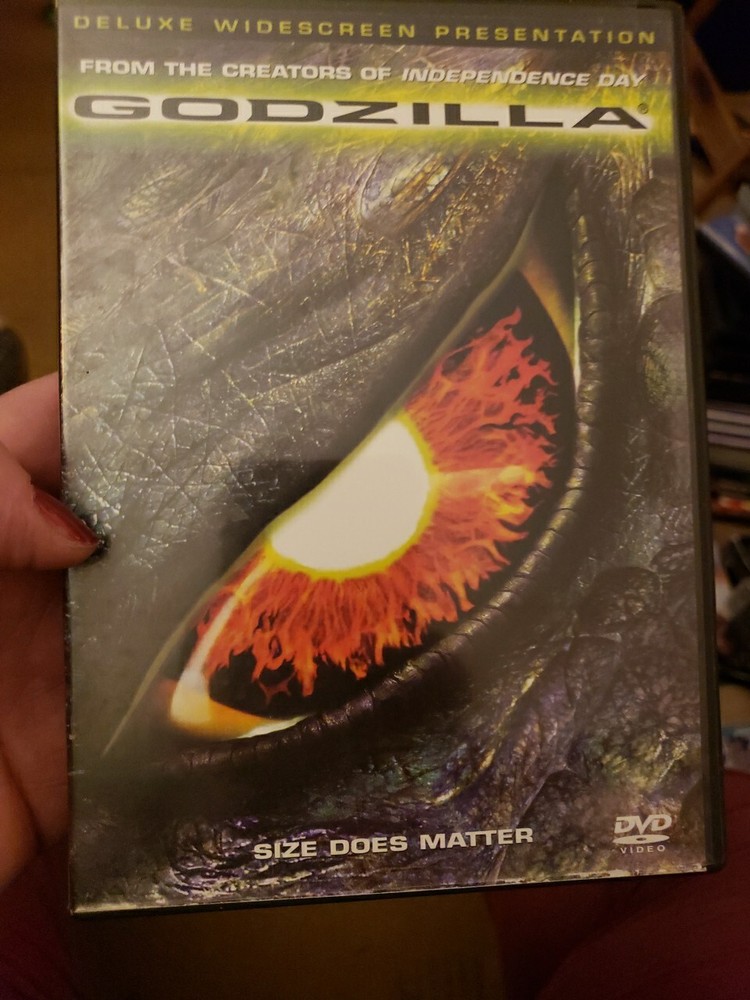 DELUXE WIDESCREEN PRESENTATION
FROM THE CREATORS OF INDEPENDENCE DAY
GODZILLA®
SIZE DOES MATTER
DVD
VIDEO